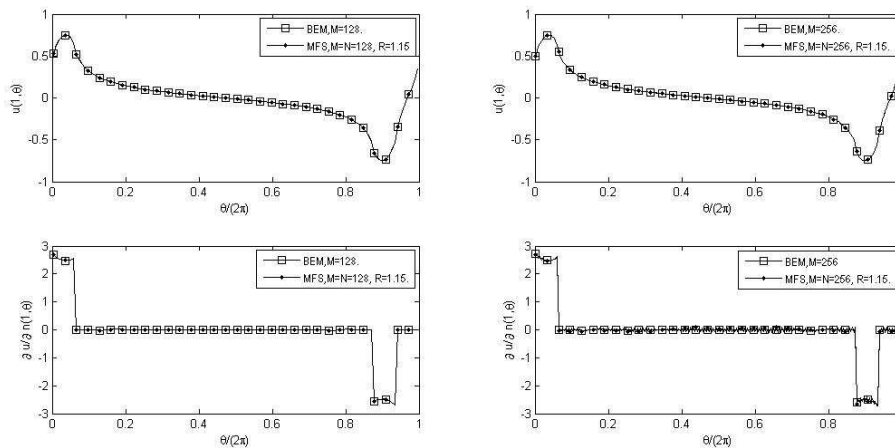 BEM,M=128.
MFS,M=N=128, R=1.15
u(1,θ)
1
0.5
0
-0.5
-1
0 0.2 0.4 0.6 0.8 1
θ/(2π)
BEM,M=256.
MFS,M=N=256, R=1.15.
u(1,θ)
1
0.5
0
-0.5
-1
0 0.2 0.4 0.6 0.8
θ/(2π)
BEM,M=128.
MFS,M=N=128, R=1.15.
∂ u/∂ n(1,θ)
3
2
1
0
-1
-2
-3
0 0.2 0.4 0.6 0.8 1
θ/(2π)
BEM,M=256
MFS,M=N=256, R=1.15.
∂ u/∂ n(1,θ)
3
2
1
0
-1
-2
-3
0 0.2 0.4 0.6 0.8
θ/(2π)